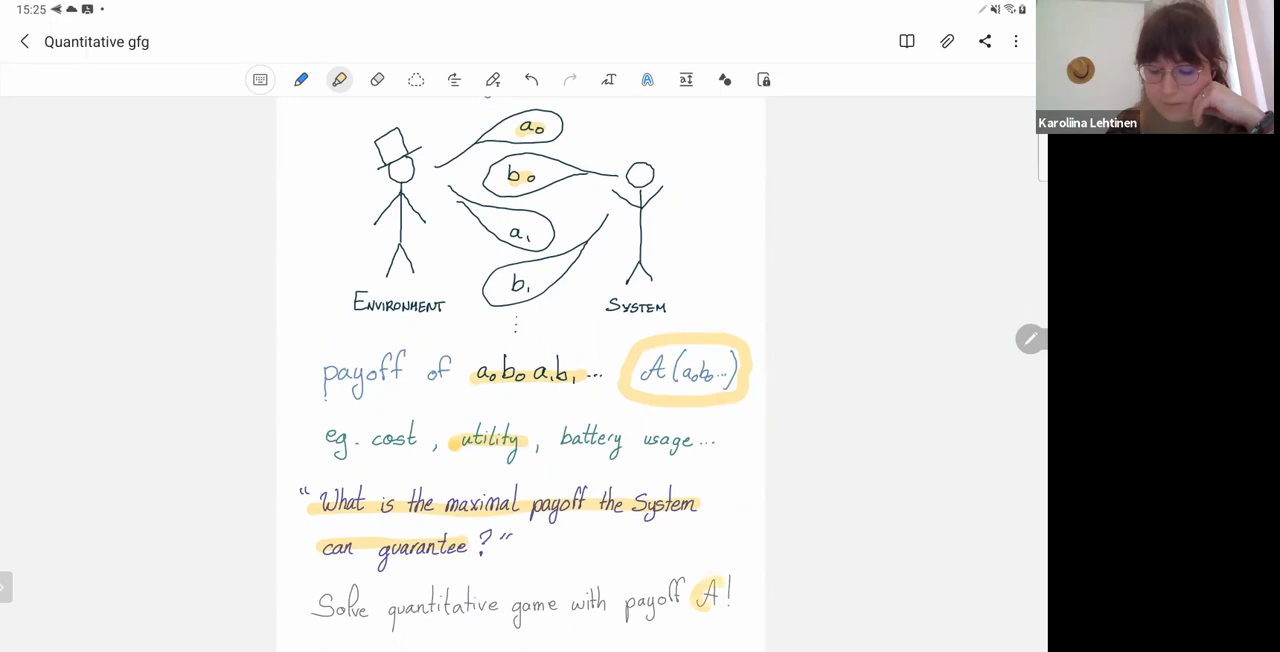 15:25
Quantitative gfg
Karoliina Lehtinen
a₀
b₀
a₁
b₁
ENVIRONMENT
SYSTEM
⋮
payoff of a₀b₀a₁b₁... A(a₀b₀...)
eg. cost, utility, battery usage...
"What is the maximal payoff the System
can guarantee?"
Solve quantitative game with payoff A!